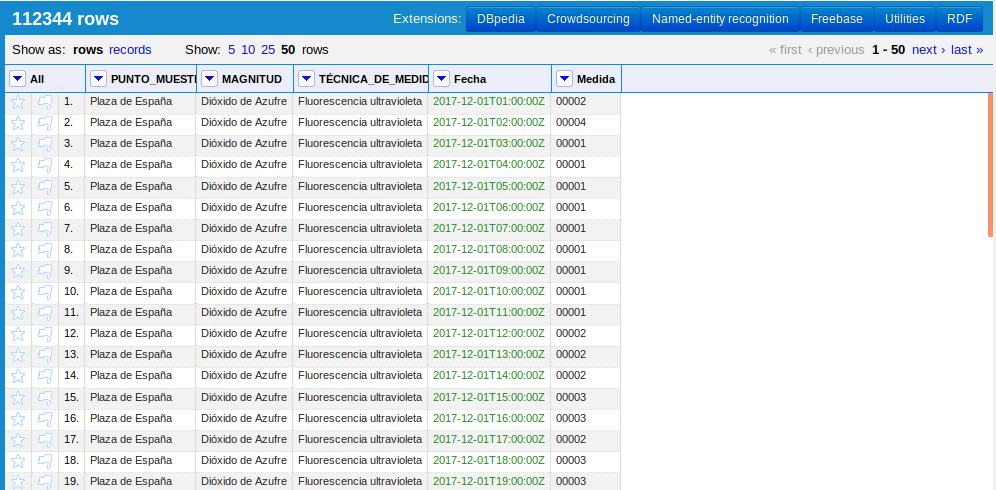 112344 rows Extensions: DBpedia Crowdsourcing Named-entity recognition Freebase Utilities RDF
Show as: rows records Show: 5 10 25 50 rows « first ‹ previous 1 - 50 next › last »
All PUNTO_MUESTI MAGNITUD TÉCNICA_DE_MEDID Fecha Medida
1. Plaza de España Dióxido de Azufre Fluorescencia ultravioleta 2017-12-01T01:00:00Z 00002
2. Plaza de España Dióxido de Azufre Fluorescencia ultravioleta 2017-12-01T02:00:00Z 00004
3. Plaza de España Dióxido de Azufre Fluorescencia ultravioleta 2017-12-01T03:00:00Z 00001
4. Plaza de España Dióxido de Azufre Fluorescencia ultravioleta 2017-12-01T04:00:00Z 00001
5. Plaza de España Dióxido de Azufre Fluorescencia ultravioleta 2017-12-01T05:00:00Z 00001
6. Plaza de España Dióxido de Azufre Fluorescencia ultravioleta 2017-12-01T06:00:00Z 00001
7. Plaza de España Dióxido de Azufre Fluorescencia ultravioleta 2017-12-01T07:00:00Z 00001
8. Plaza de España Dióxido de Azufre Fluorescencia ultravioleta 2017-12-01T08:00:00Z 00001
9. Plaza de España Dióxido de Azufre Fluorescencia ultravioleta 2017-12-01T09:00:00Z 00001
10. Plaza de España Dióxido de Azufre Fluorescencia ultravioleta 2017-12-01T10:00:00Z 00001
11. Plaza de España Dióxido de Azufre Fluorescencia ultravioleta 2017-12-01T11:00:00Z 00001
12. Plaza de España Dióxido de Azufre Fluorescencia ultravioleta 2017-12-01T12:00:00Z 00002
13. Plaza de España Dióxido de Azufre Fluorescencia ultravioleta 2017-12-01T13:00:00Z 00002
14. Plaza de España Dióxido de Azufre Fluorescencia ultravioleta 2017-12-01T14:00:00Z 00002
15. Plaza de España Dióxido de Azufre Fluorescencia ultravioleta 2017-12-01T15:00:00Z 00003
16. Plaza de España Dióxido de Azufre Fluorescencia ultravioleta 2017-12-01T16:00:00Z 00003
17. Plaza de España Dióxido de Azufre Fluorescencia ultravioleta 2017-12-01T17:00:00Z 00002
18. Plaza de España Dióxido de Azufre Fluorescencia ultravioleta 2017-12-01T18:00:00Z 00003
19. Plaza de España Dióxido de Azufre Fluorescencia ultravioleta 2017-12-01T19:00:00Z 00003